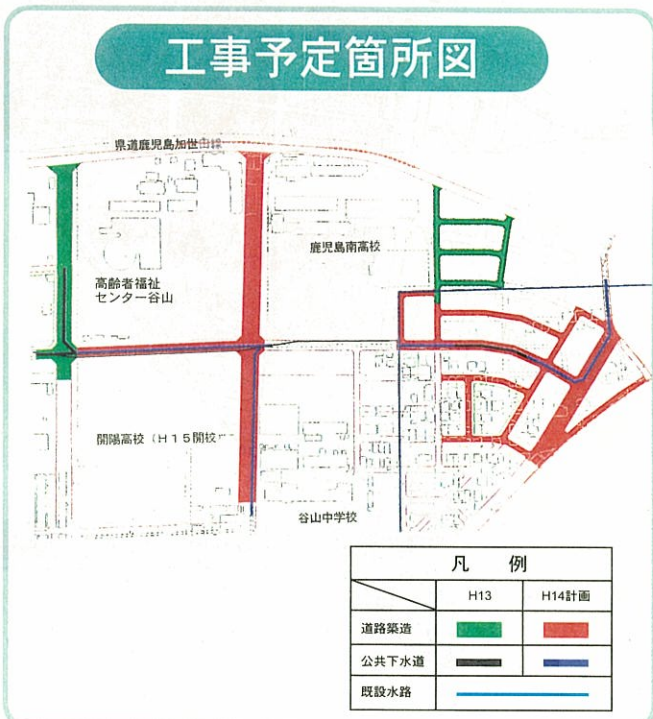 工事予定箇所図
県道鹿児島加世田線
鹿児島南高校
高齢者福祉
センター谷山
開陽高校（H15開校）
谷山中学校
凡 例
H13 H14計画
道路築造
公共下水道
既設水路